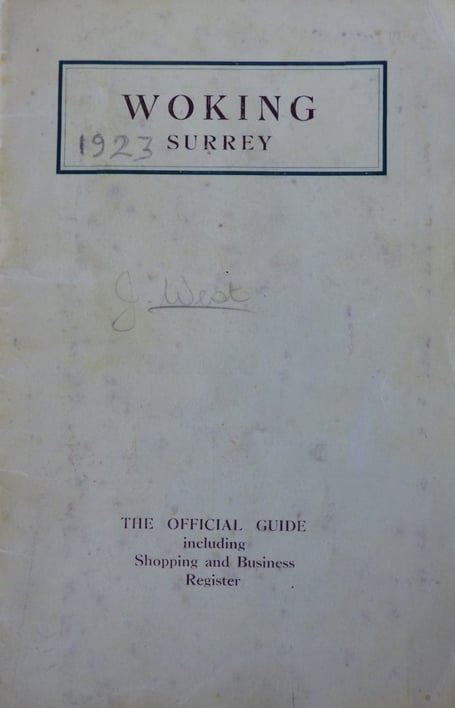 WOKING
1923 SURREY
J. West
THE OFFICIAL GUIDE
including
Shopping and Business
Register